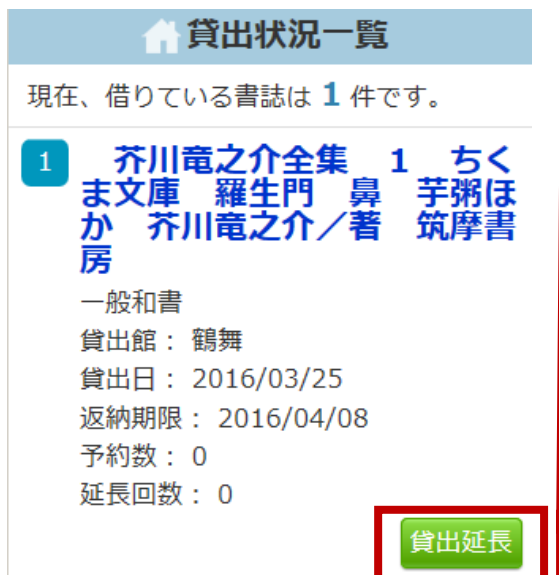 貸出状況一覧
現在、借りている書誌は 1 件です。
1
芥川竜之介全集　1　ちく
ま文庫　羅生門　鼻　芋粥ほ
か　芥川竜之介／著　筑摩書
房
一般和書
貸出館： 鶴舞
貸出日： 2016/03/25
返納期限： 2016/04/08
予約数： 0
延長回数： 0
貸出延長